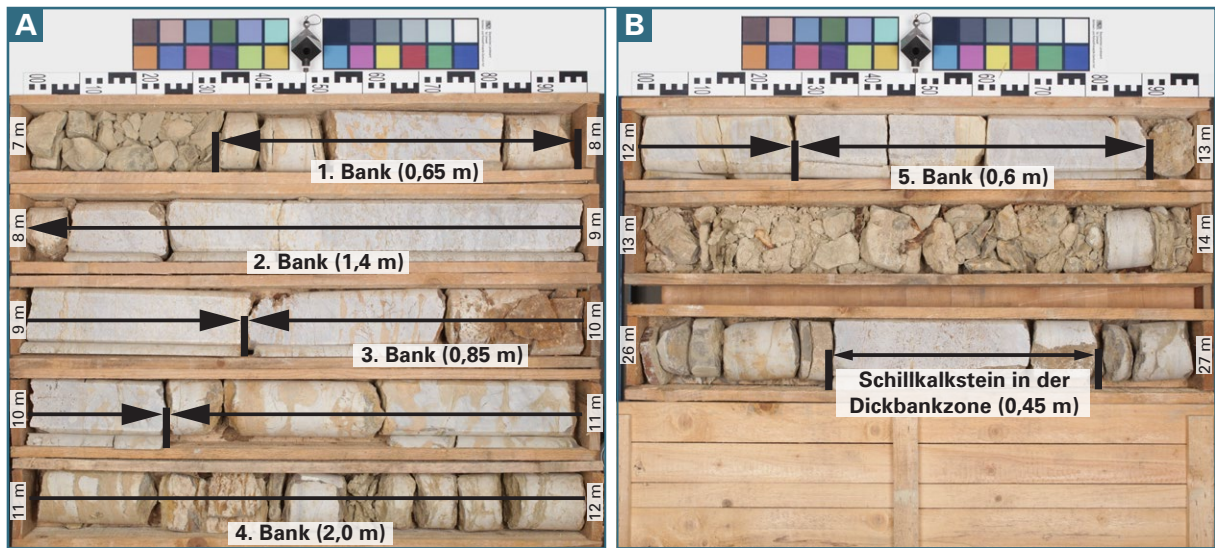 A
00 10 20 30 40 50 60 70 80 90
7 m
8 m
1. Bank (0,65 m)
8 m
9 m
2. Bank (1,4 m)
9 m
10 m
3. Bank (0,85 m)
10 m
11 m
11 m
12 m
4. Bank (2,0 m)
B
00 10 20 30 40 50 60 70 80 90
12 m
13 m
5. Bank (0,6 m)
13 m
14 m
26 m
27 m
Schillkalkstein in der
Dickbankzone (0,45 m)